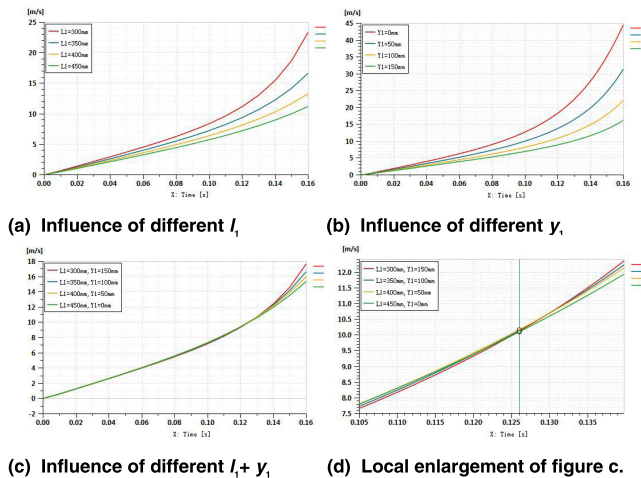 [m/s]
25
20
15
10
5
0
L1=300mm
L1=350mm
L1=400mm
L1=450mm
0.00 0.02 0.04 0.06 0.08 0.10 0.12 0.14 0.16
X: Time [s]
(a) Influence of different l₁
[m/s]
45
40
35
30
25
20
15
10
5
0
Y1=0mm
Y1=50mm
Y1=100mm
Y1=150mm
0.00 0.02 0.04 0.06 0.08 0.10 0.12 0.14 0.16
X: Time [s]
(b) Influence of different y₁
[m/s]
18
16
14
12
10
8
6
4
2
0
-2
L1=300mm, Y1=150mm
L1=350mm, Y1=100mm
L1=400mm, Y1=50mm
L1=450mm, Y1=0mm
0.00 0.02 0.04 0.06 0.08 0.10 0.12 0.14 0.16
X: Time [s]
(c) Influence of different l₁+ y₁
[m/s]
12.0
11.0
10.0
9.0
8.0
7.5
L1=300mm, Y1=150mm
L1=350mm, Y1=100mm
L1=400mm, Y1=50mm
L1=450mm, Y1=0mm
0.105 0.110 0.115 0.120 0.125 0.130 0.135
X: Time [s]
(d) Local enlargement of figure c.